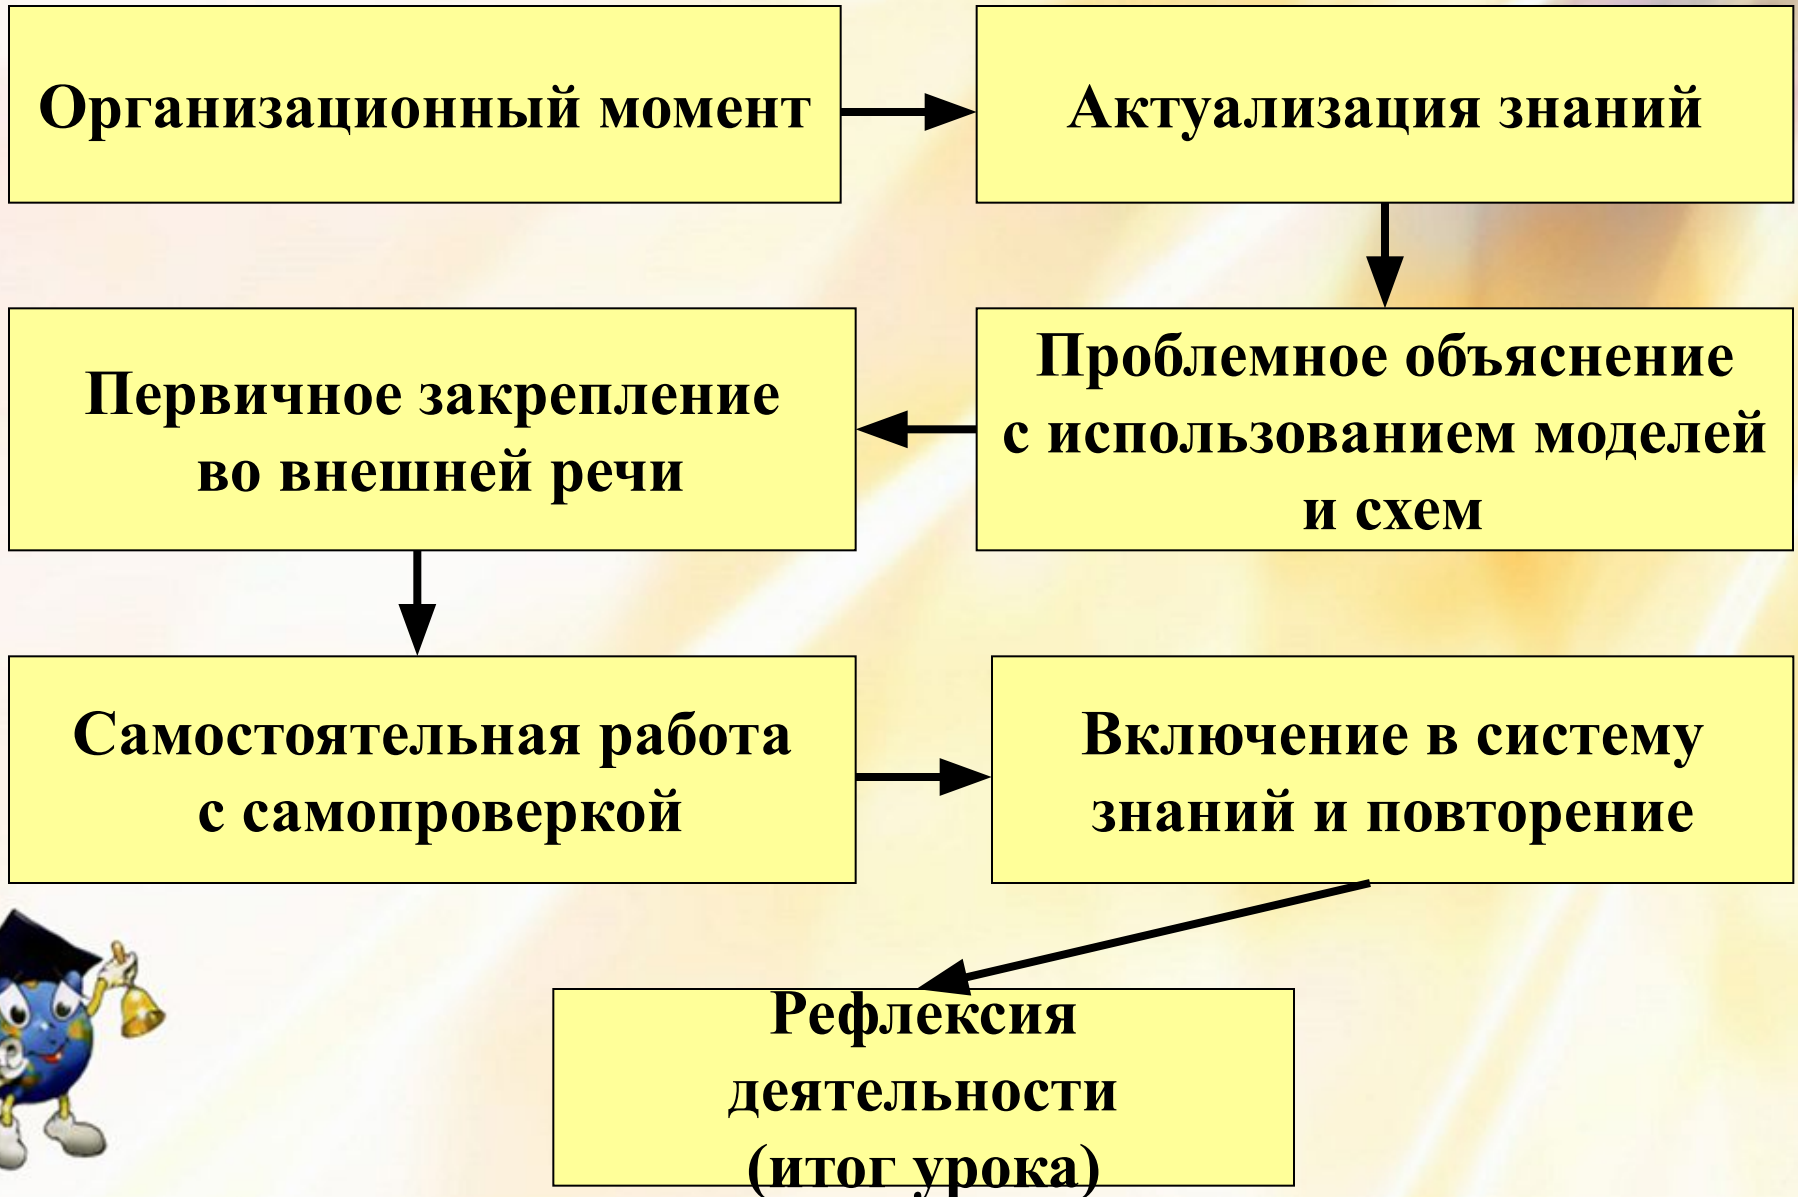 Организационный момент
Актуализация знаний
Проблемное объяснение
с использованием моделей
и схем
Первичное закрепление
во внешней речи
Самостоятельная работа
с самопроверкой
Включение в систему
знаний и повторение
Рефлексия
деятельности
(итог урока)